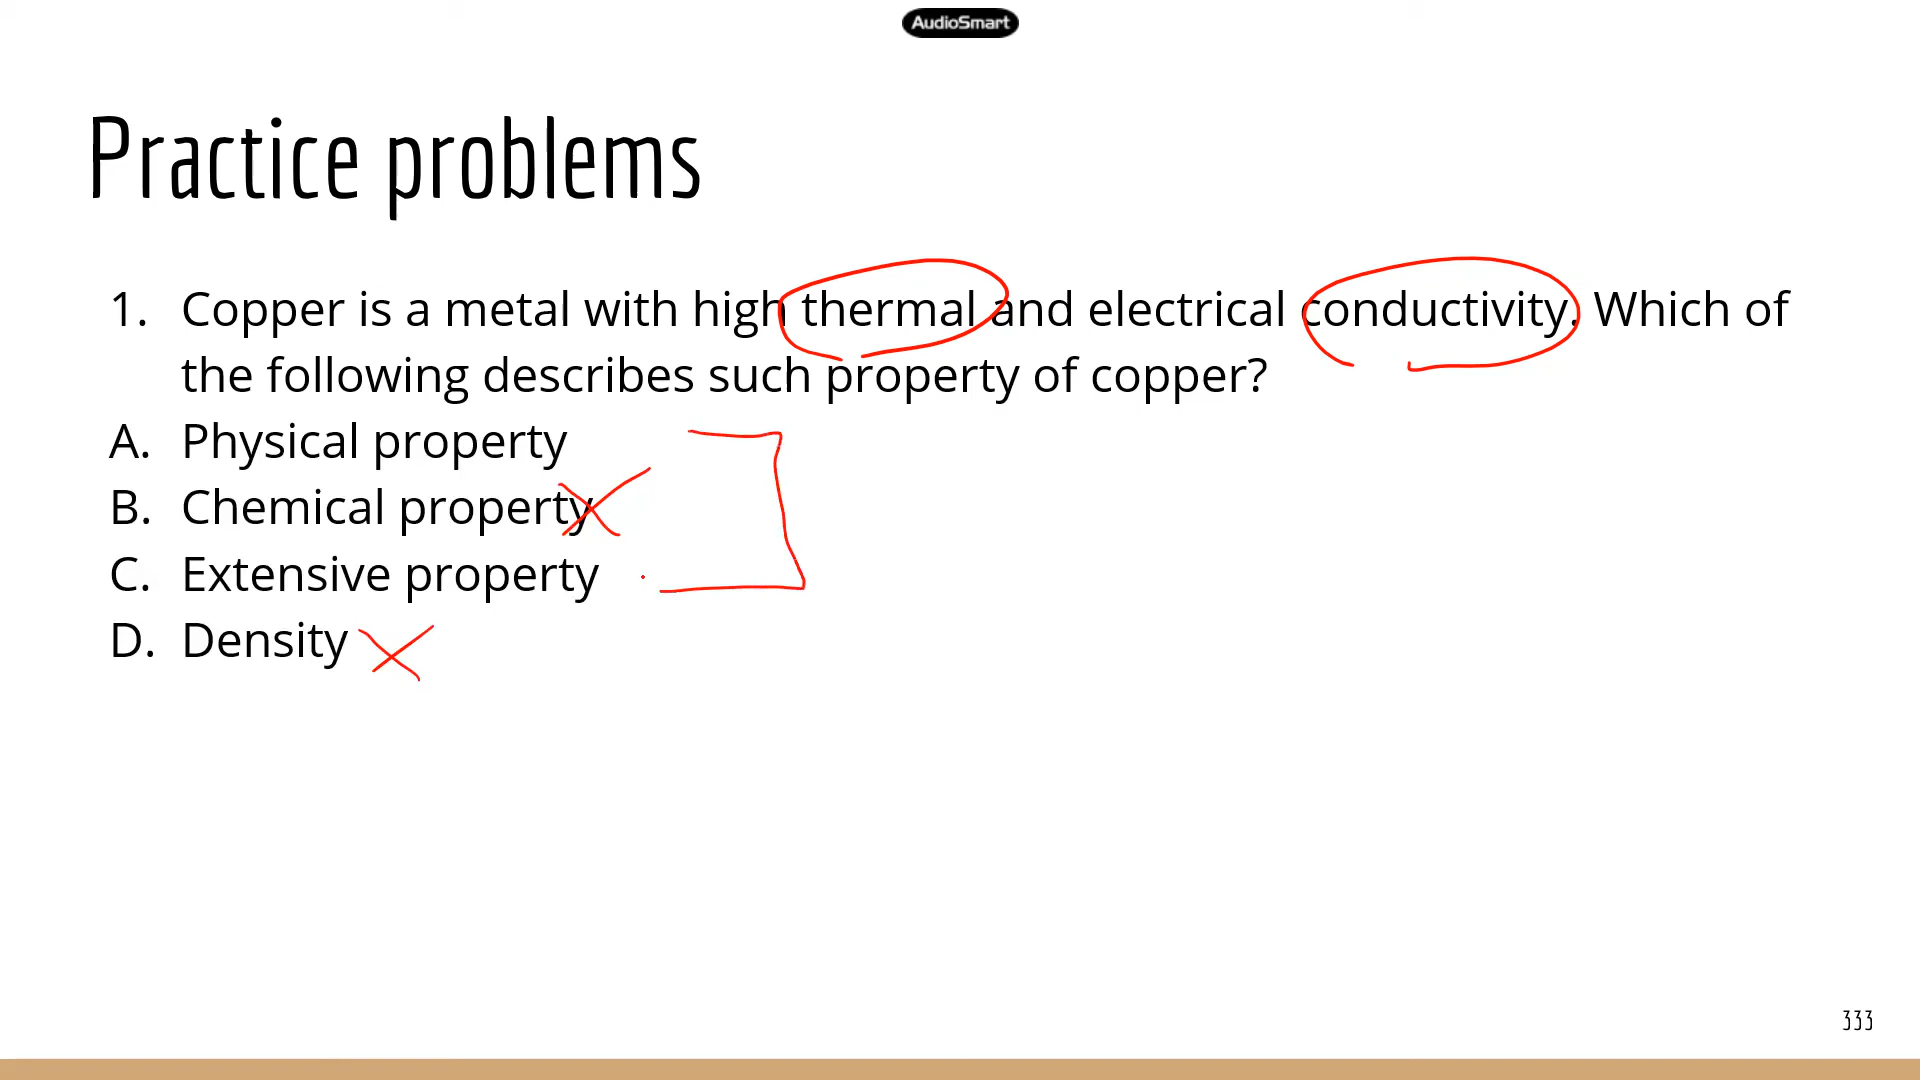 AudioSmart
Practice problems
1. Copper is a metal with high thermal and electrical conductivity. Which of
the following describes such property of copper?
A. Physical property
B. Chemical property
C. Extensive property
D. Density
333